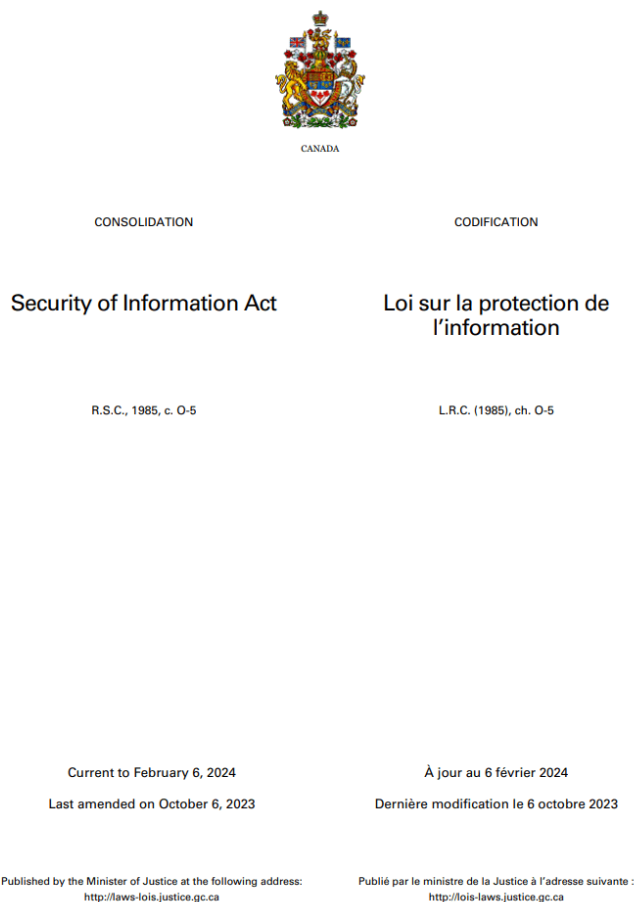 CANADA
CONSOLIDATION
Security of Information Act
R.S.C., 1985, c. O-5
Current to February 6, 2024
Last amended on October 6, 2023
Published by the Minister of Justice at the following address:
http://laws-lois.justice.gc.ca
CODIFICATION
Loi sur la protection de
l’information
L.R.C. (1985), ch. O-5
À jour au 6 février 2024
Dernière modification le 6 octobre 2023
Publié par le ministre de la Justice à l’adresse suivante :
http://lois-laws.justice.gc.ca